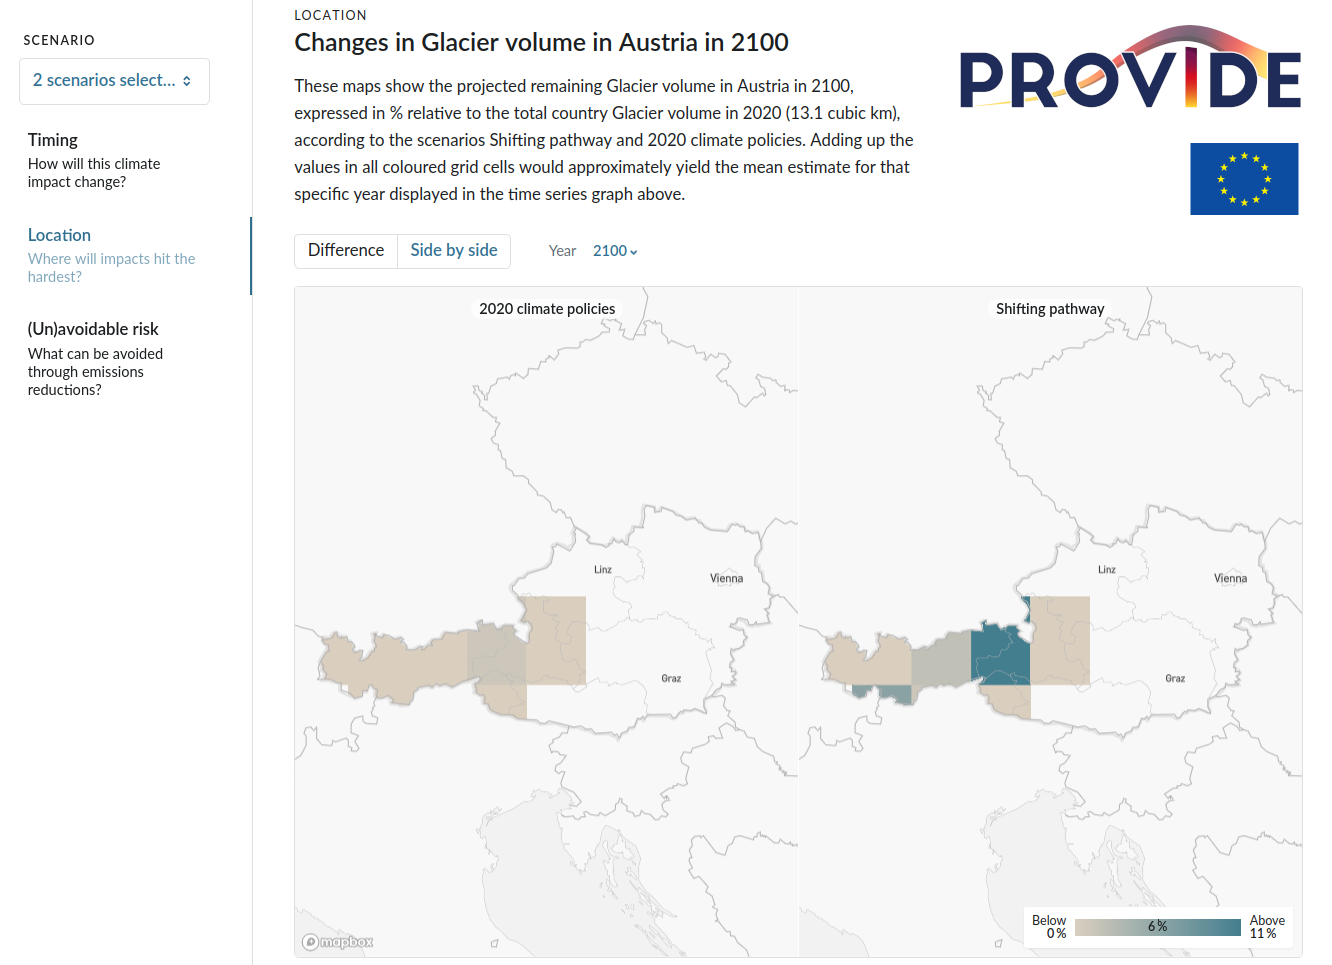 SCENARIO
2 scenarios select...
Timing
How will this climate
impact change?
Location
Where will impacts hit the
hardest?
(Un)avoidable risk
What can be avoided
through emissions
reductions?
LOCATION
Changes in Glacier volume in Austria in 2100
These maps show the projected remaining Glacier volume in Austria in 2100,
expressed in % relative to the total country Glacier volume in 2020 (13.1 cubic km),
according to the scenarios Shifting pathway and 2020 climate policies. Adding up the
values in all coloured grid cells would approximately yield the mean estimate for that
specific year displayed in the time series graph above.
PROVIDE
Difference Side by side Year 2100
2020 climate policies
Linz
Vienna
Graz
mapbox
Shifting pathway
Linz
Vienna
Graz
Below
0 %
6 %
Above
11 %